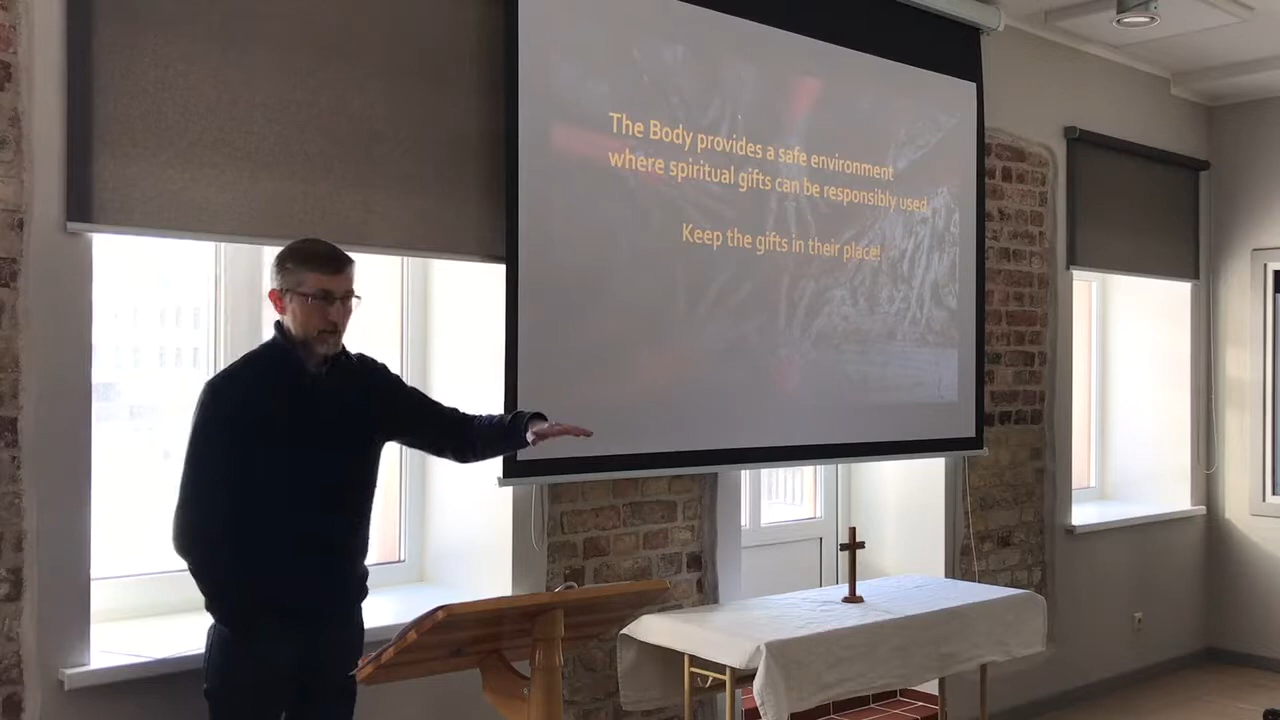 The Body provides a safe environment
where spiritual gifts can be responsibly used
Keep the gifts in their place!